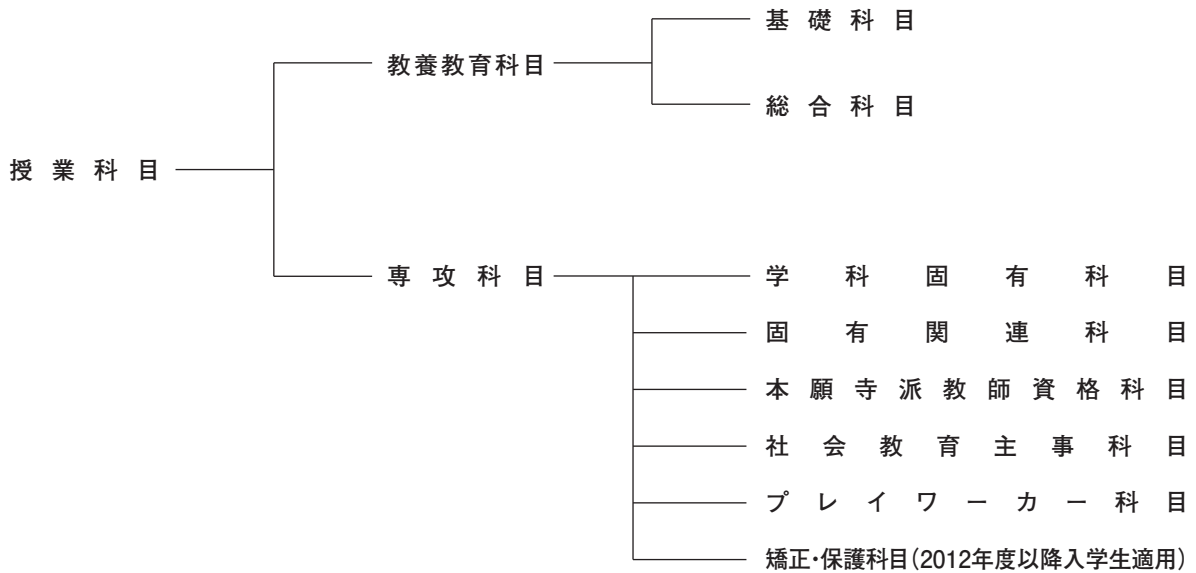 授業科目
教養教育科目
基礎科目
総合科目
専攻科目
学科固有科目
固有関連科目
本願寺派教師資格科目
社会教育主事科目
プレイワーカー科目
矯正・保護科目(2012年度以降入学生適用)